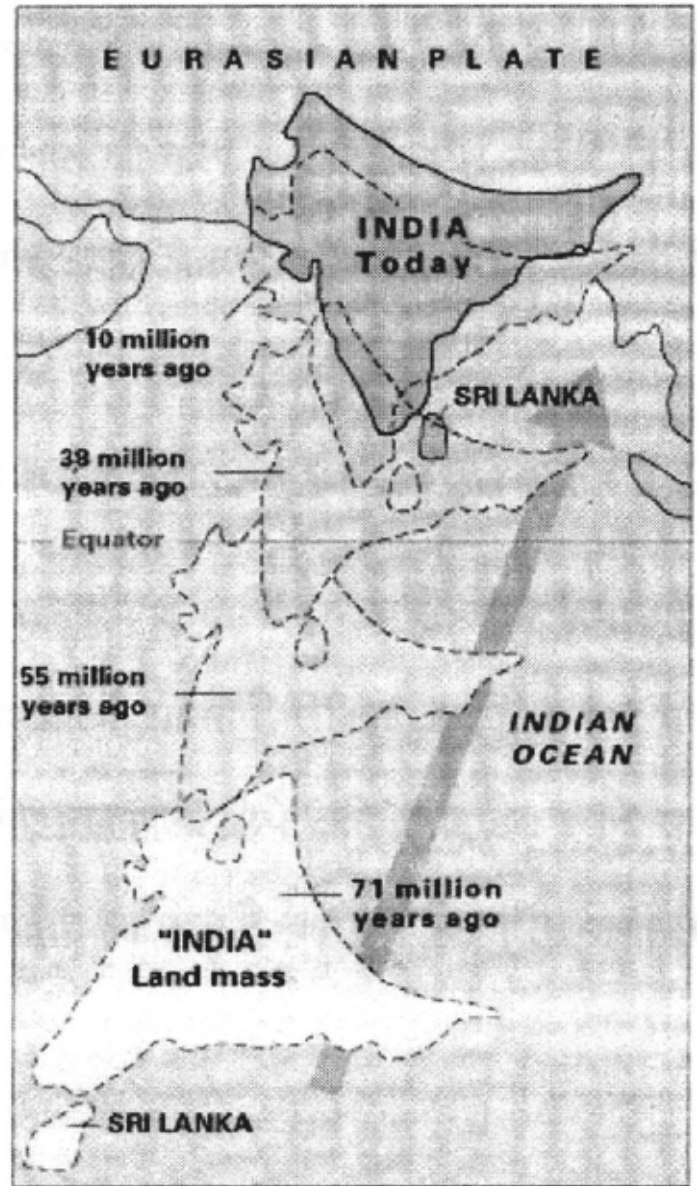 EURASIAN PLATE
INDIA
Today
10 million
years ago
SRI LANKA
38 million
years ago
Equator
55 million
years ago
INDIAN
OCEAN
71 million
years ago
"INDIA"
Land mass
SRI LANKA